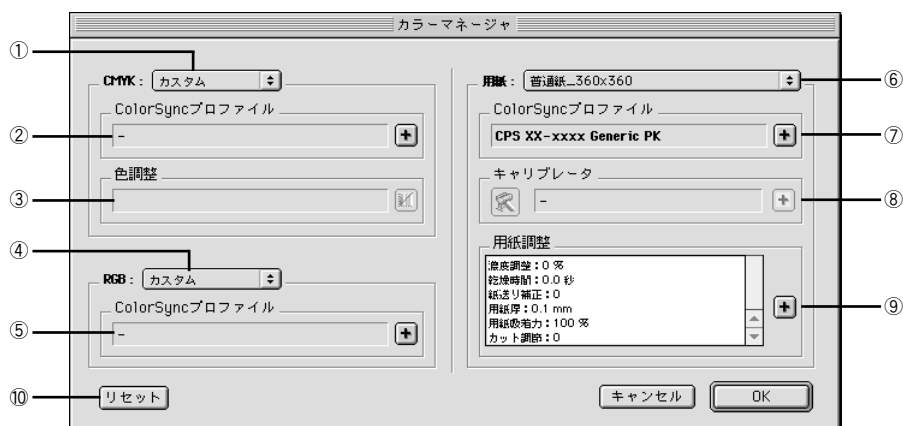 カラーマネージャ
①
CMYK： カスタム
②
ColorSyncプロファイル
-
③
色調整
④
RGB： カスタム
⑤
ColorSyncプロファイル
-
⑩
リセット
用紙： 普通紙_360x360
⑥
ColorSyncプロファイル
CPS XX-xxxx Generic PK
⑦
キャリブレータ
-
⑧
用紙調整
濃度調整：0 %
乾燥時間：0.0 秒
紙送り補正：0
用紙厚：0.1 mm
用紙吸着力：100 %
カット調節：0
⑨
キャンセル
OK